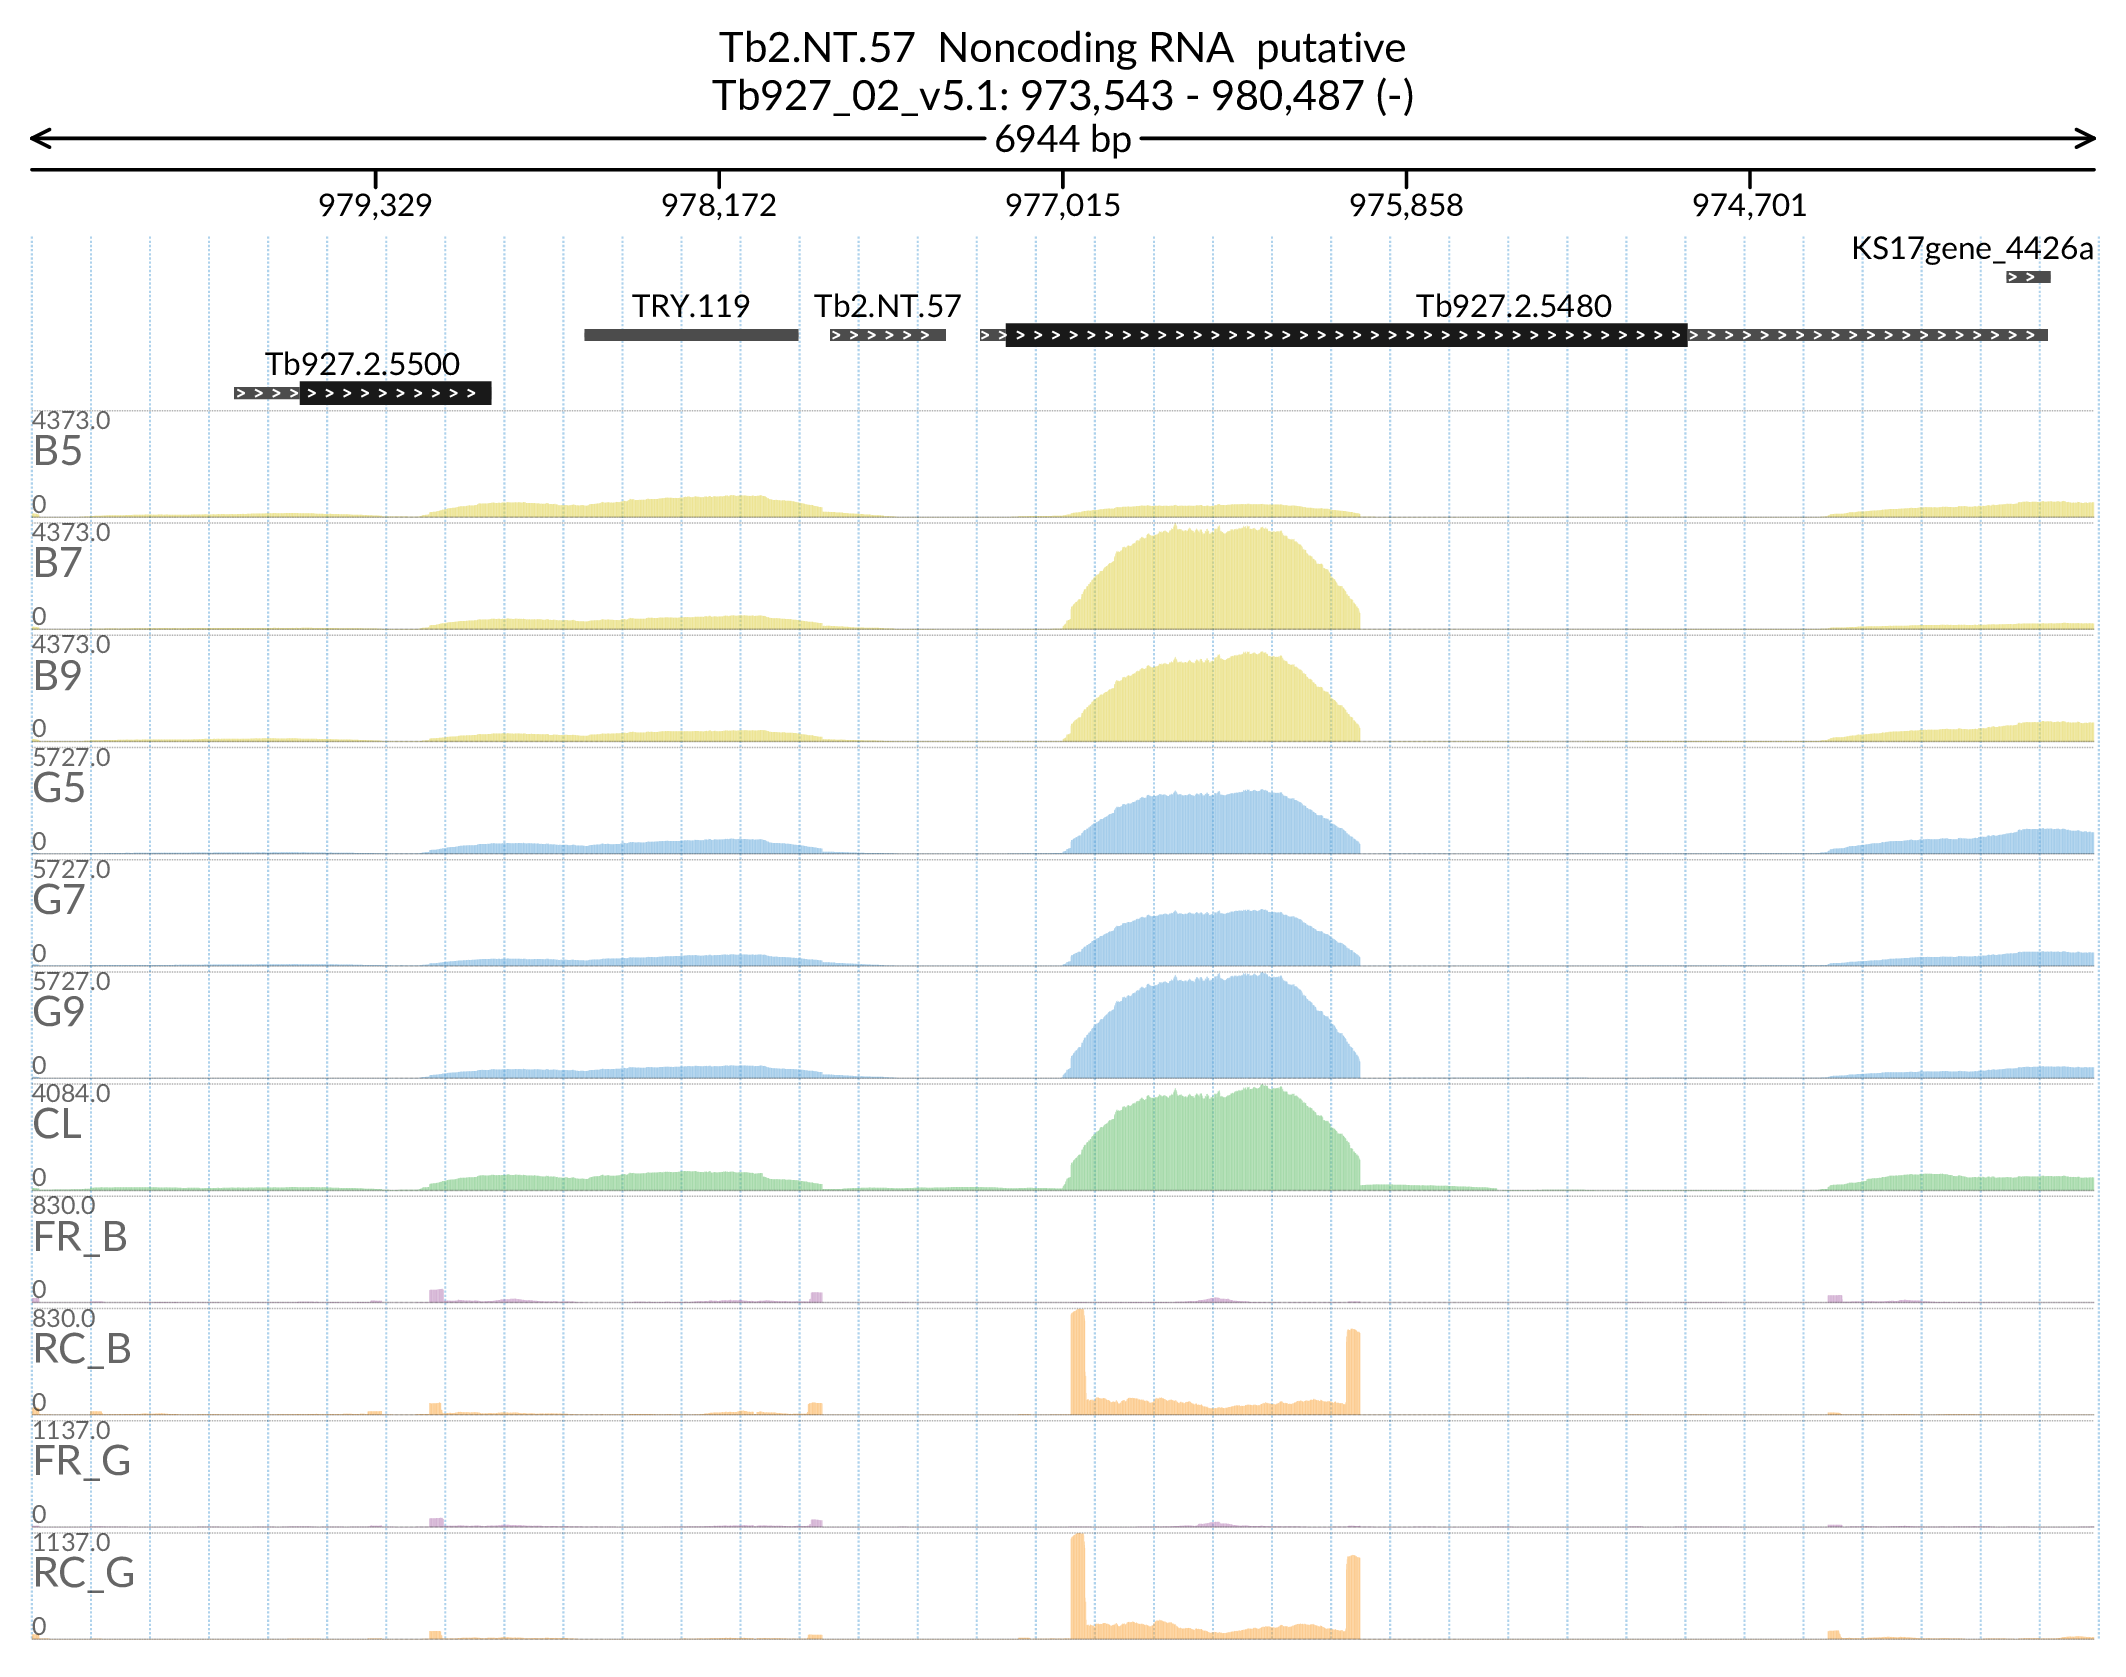 Tb2.NT.57 Noncoding RNA putative
Tb927_02_v5.1: 973,543 - 980,487 (-)
6944 bp
979,329 978,172 977,015 975,858 974,701
KS17gene_4426a
TRY.119 Tb2.NT.57 Tb927.2.5480
Tb927.2.5500
4373.0
B5
0
4373.0
B7
0
4373.0
B9
0
5727.0
G5
0
5727.0
G7
0
5727.0
G9
0
4084.0
CL
0
830.0
FR_B
0
830.0
RC_B
0
1137.0
FR_G
0
1137.0
RC_G
0